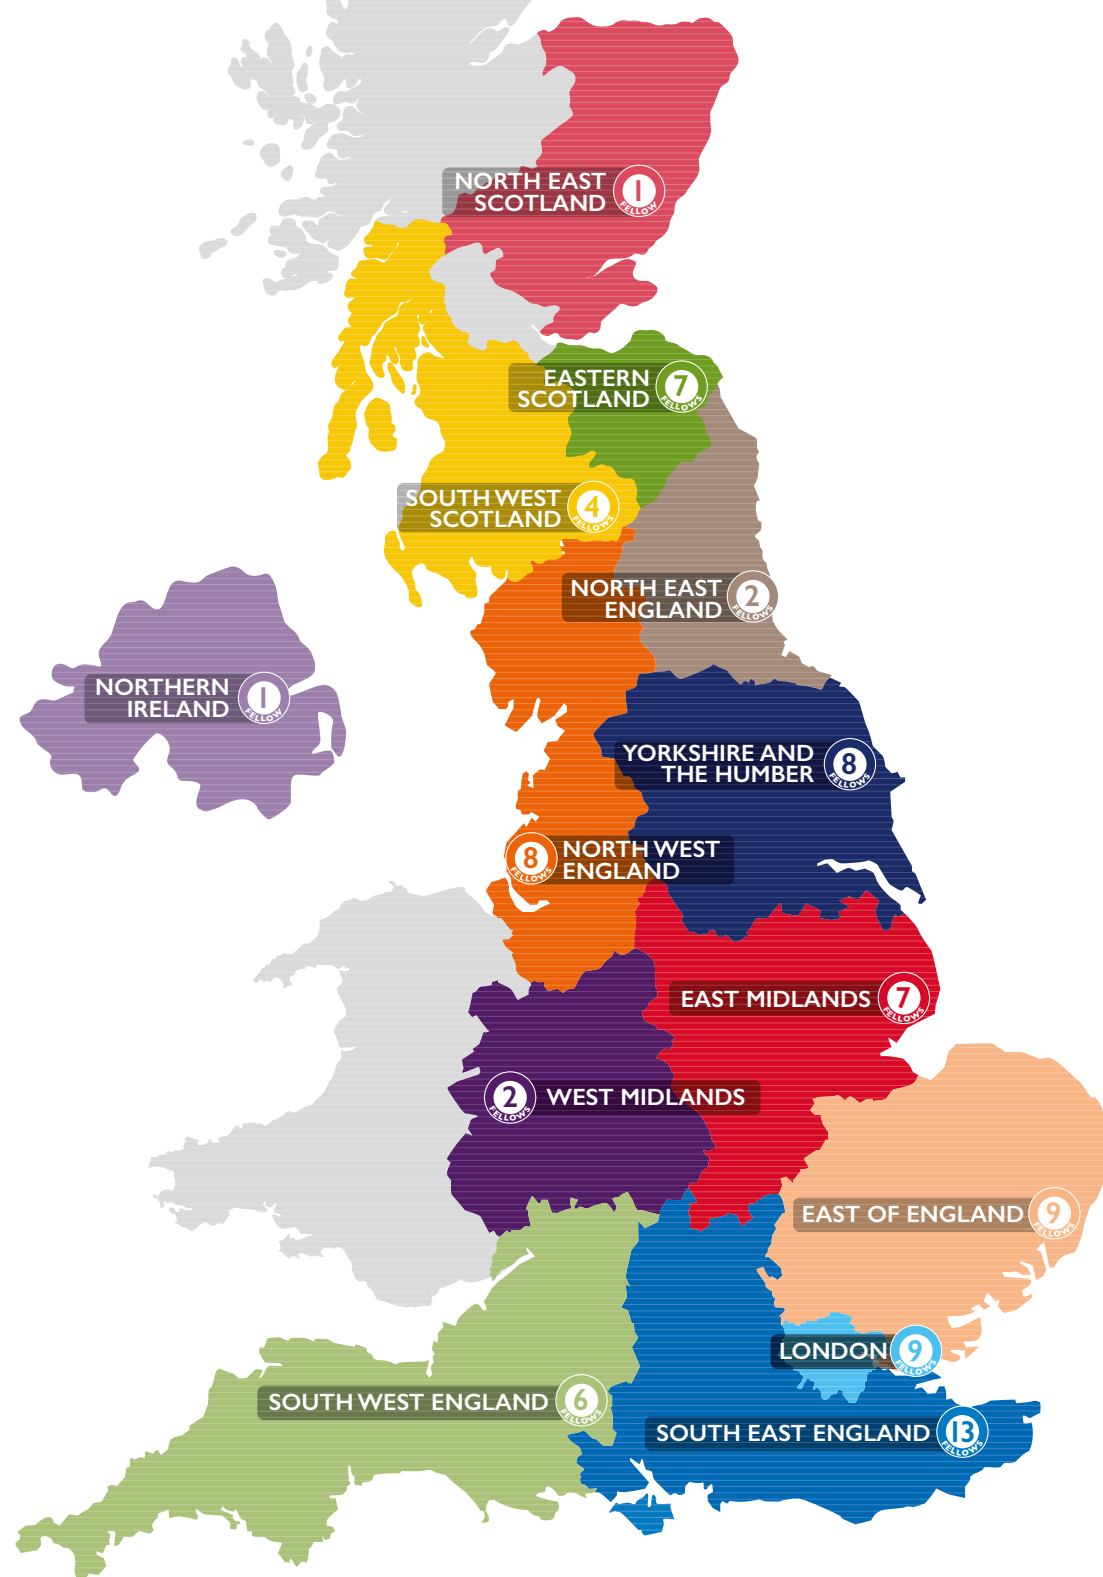 NORTH EAST
SCOTLAND
1
FELLOW
EASTERN
SCOTLAND
7
FELLOWS
SOUTH WEST
SCOTLAND
4
FELLOWS
NORTH EAST
ENGLAND
2
FELLOWS
NORTHERN
IRELAND
1
FELLOW
YORKSHIRE AND
THE HUMBER
8
FELLOWS
8
FELLOWS
NORTH WEST
ENGLAND
EAST MIDLANDS
7
FELLOWS
2
FELLOWS
WEST MIDLANDS
EAST OF ENGLAND
9
FELLOWS
LONDON
9
FELLOWS
SOUTH WEST ENGLAND
6
FELLOWS
SOUTH EAST ENGLAND
13
FELLOWS